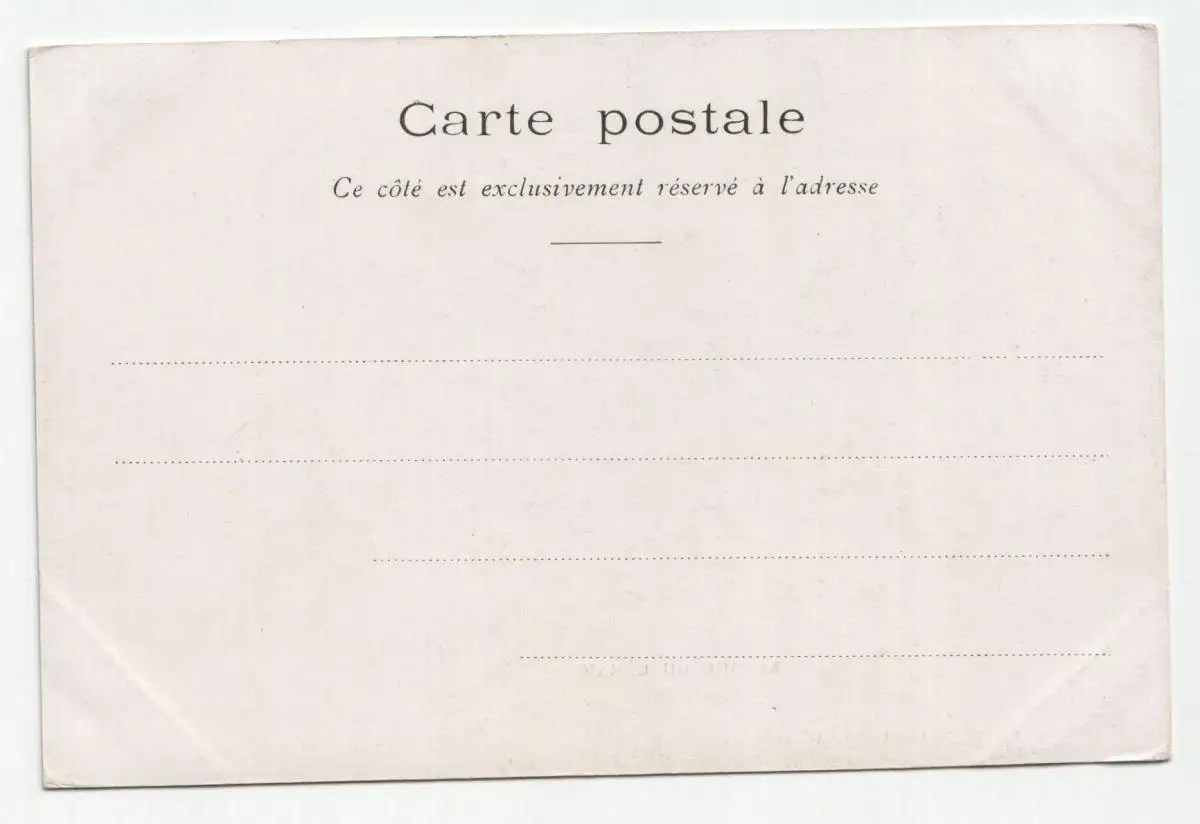 Carte postale
Ce côté est exclusivement réservé à l'adresse